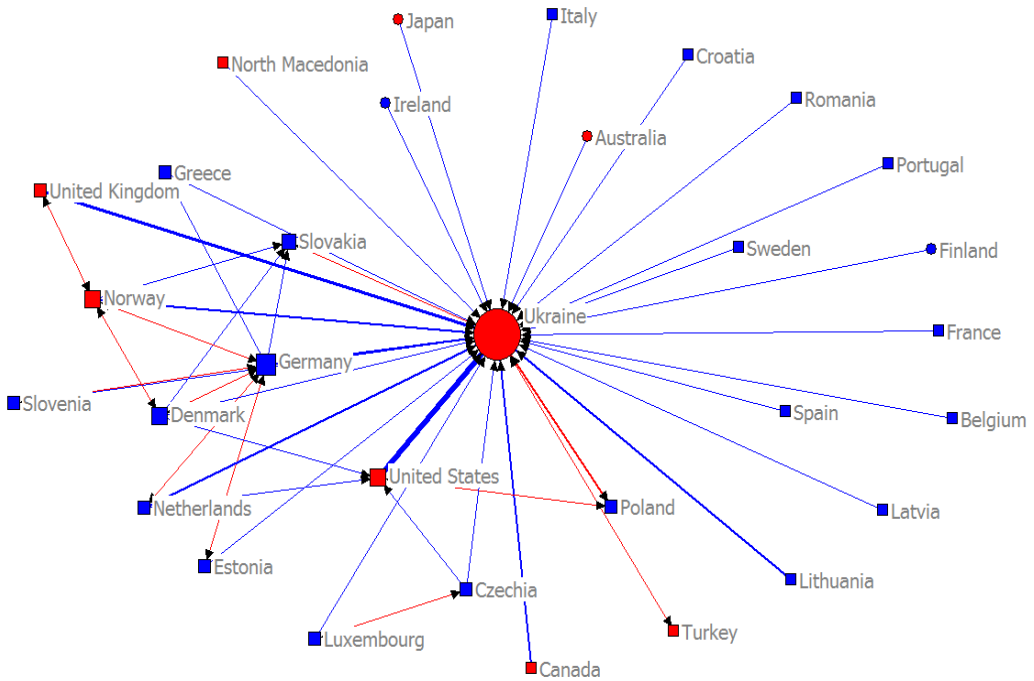 Japan
Italy
Croatia
North Macedonia
Ireland
Romania
Australia
Portugal
Greece
United Kingdom
Slovakia
Sweden
Finland
Norway
Ukraine
France
Germany
Slovenia
Denmark
Spain
Belgium
United States
Netherlands
Poland
Latvia
Estonia
Lithuania
Czechia
Luxembourg
Turkey
Canada